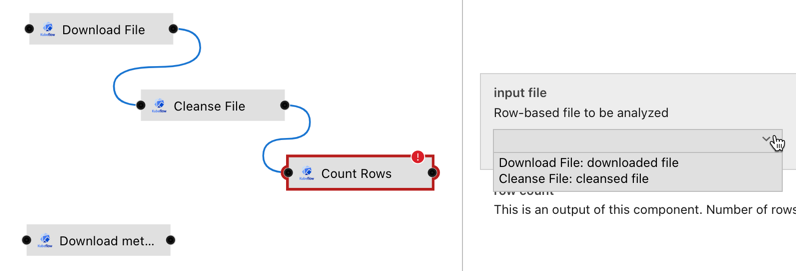 Download File
Cleanse File
Count Rows
!
Download met...
input file
Row-based file to be analyzed
Download File: downloaded file
Cleanse File: cleansed file
row count
This is an output of this component. Number of rows